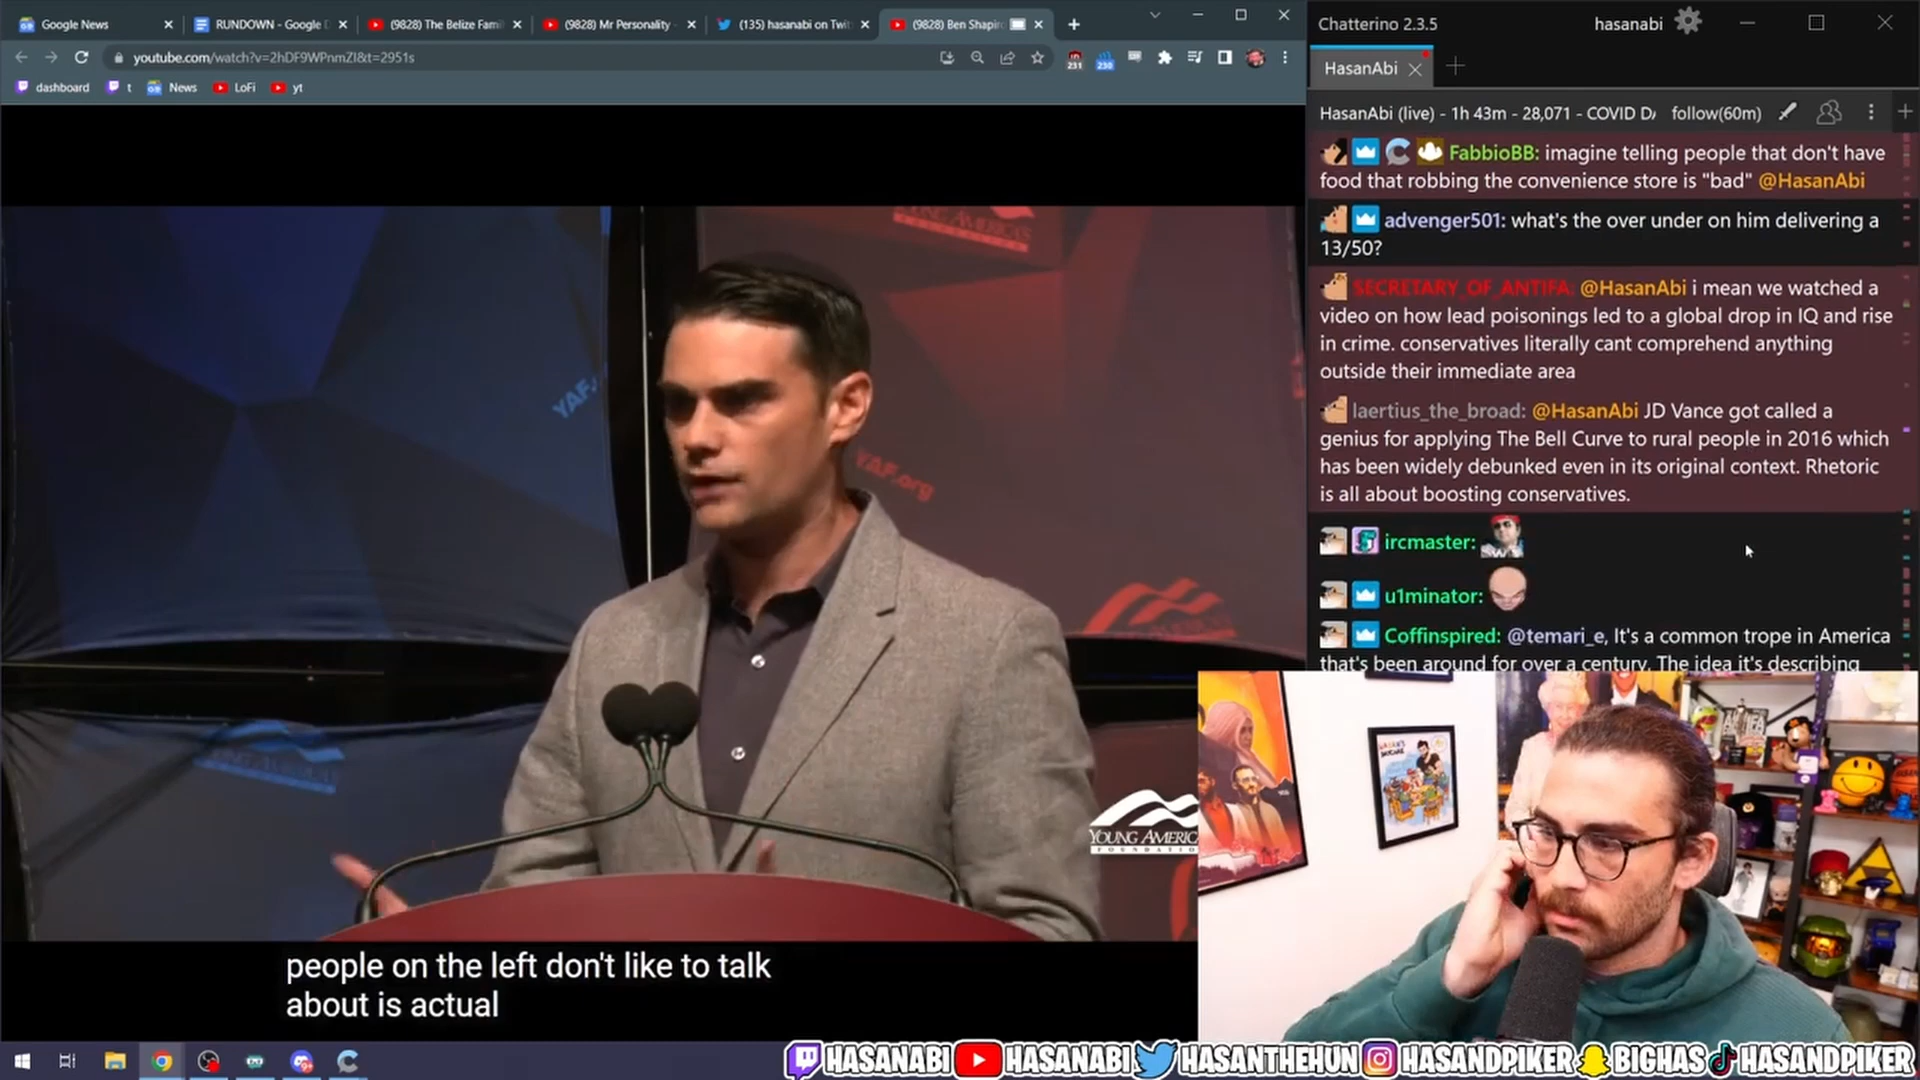 Google News
RUNDOWN - Google D
(9828) The Belize Fami
(9828) Mr Personality -
(135) hasanabi on Twit
(9828) Ben Shapiro
youtube.com/watch?v=2hDF9WPnmZI&t=2951s
231
230
dashboard
t
News
LoFi
yt
YAF.
YAF.org
YOUNG AMERICA'S
YOUNG AMERIC
FOUNDATION
people on the left don't like to talk
about is actual
Chatterino 2.3.5
hasanabi
HasanAbi
HasanAbi (live) - 1h 43m - 28,071 - COVID DA
follow(60m)
FabbioBB: imagine telling people that don't have
food that robbing the convenience store is "bad" @HasanAbi
advenger501: what's the over under on him delivering a
13/50?
SECRETARY_OF_ANTIFA: @HasanAbi i mean we watched a
video on how lead poisonings led to a global drop in IQ and rise
in crime. conservatives literally cant comprehend anything
outside their immediate area
laertius_the_broad: @HasanAbi JD Vance got called a
genius for applying The Bell Curve to rural people in 2016 which
has been widely debunked even in its original context. Rhetoric
is all about boosting conservatives.
ircmaster:
u1minator:
Coffinspired: @temari_e, It's a common trope in America
that's been around for over a century. The idea it's describing
HASANABI
HASANABI
HASANTHEHUN
HASANDPIKER
BIGHAS
HASANDPIKER